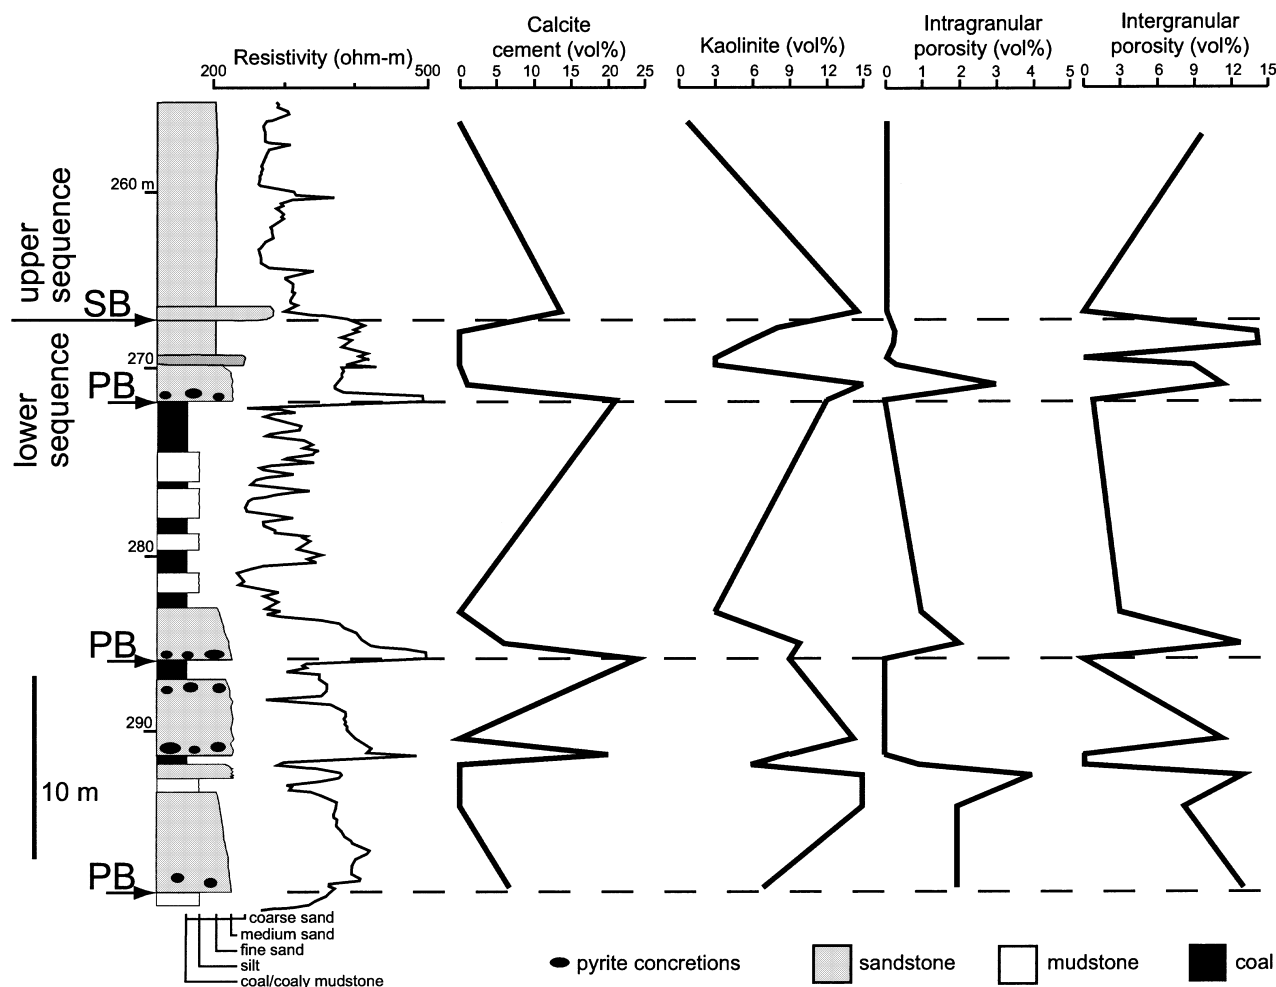 Calcite
cement (vol%)
Intragranular
porosity (vol%)
Intergranular
porosity (vol%)
Resistivity (ohm-m)
Kaolinite (vol%)
200 500
0 5 10 15 20 25
0 3 6 9 12 15
0 1 2 3 4 5
0 3 6 9 12 15
260 m
upper
sequence
SB
270
PB
lower
sequence
280
PB
290
10 m
PB
coarse sand
medium sand
fine sand
silt
coal/coaly mudstone
pyrite concretions
sandstone
mudstone
coal